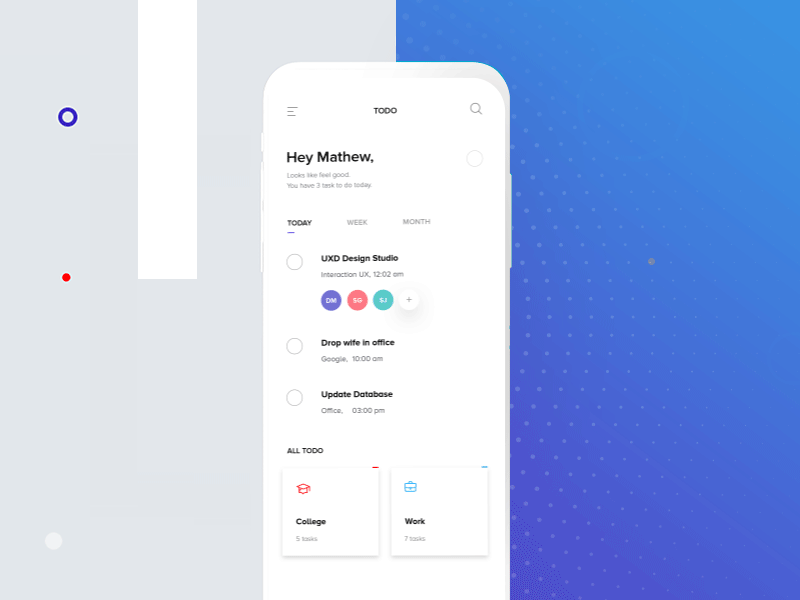 TODO
Hey Mathew,
Looks like feel good.
You have 3 task to do today.
TODAY WEEK MONTH
UXD Design Studio
Interaction UX, 12:02 am
DM SG SJ +
Drop wife in office
Google, 10:00 am
Update Database
Office, 03:00 pm
ALL TODO
College
5 tasks
Work
7 tasks